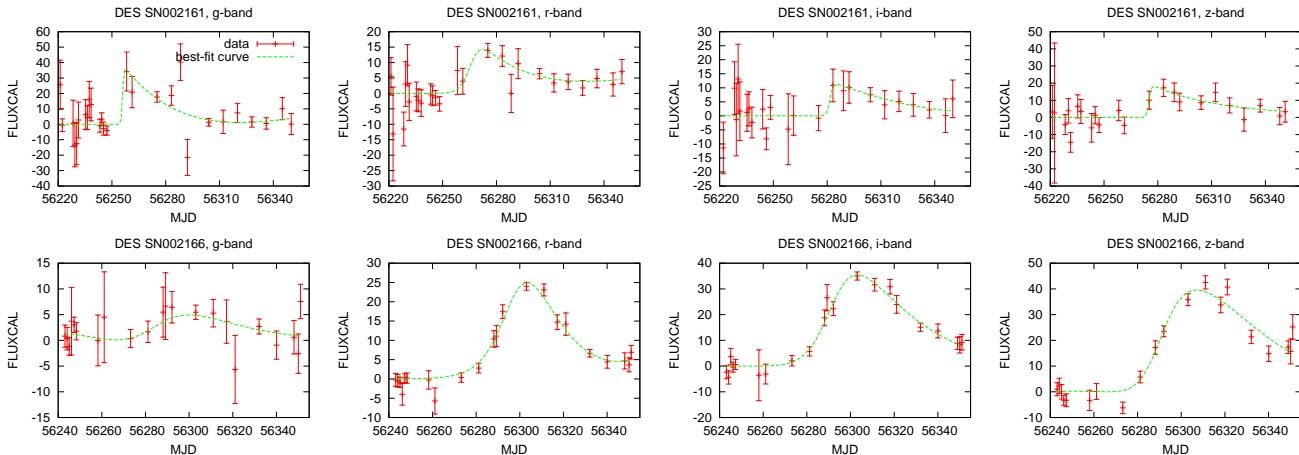 DES SN002161, g-band
FLUXCAL
60
50
40
30
20
10
0
-10
-20
-30
-40
data
best-fit curve
56220 56250 56280 56310 56340
MJD
DES SN002161, r-band
FLUXCAL
20
15
10
5
0
-5
-10
-15
-20
-25
-30
56220 56250 56280 56310 56340
MJD
DES SN002161, i-band
FLUXCAL
30
25
20
15
10
5
0
-5
-10
-15
-20
-25
56220 56250 56280 56310 56340
MJD
DES SN002161, z-band
FLUXCAL
50
40
30
20
10
0
-10
-20
-30
-40
56220 56250 56280 56310 56340
MJD
DES SN002166, g-band
FLUXCAL
15
10
5
0
-5
-10
-15
56240 56260 56280 56300 56320 56340
MJD
DES SN002166, r-band
FLUXCAL
30
25
20
15
10
5
0
-5
-10
56240 56260 56280 56300 56320 56340
MJD
DES SN002166, i-band
FLUXCAL
40
30
20
10
0
-10
-20
56240 56260 56280 56300 56320 56340
MJD
DES SN002166, z-band
FLUXCAL
50
40
30
20
10
0
-10
56240 56260 56280 56300 56320 56340
MJD